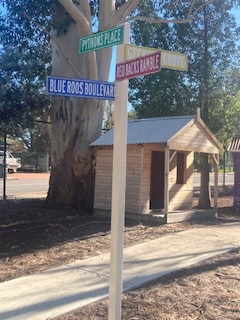 PYTHONS PLACE
RED BACKS RAMBLE
BLUE ROOS BOULEVARD